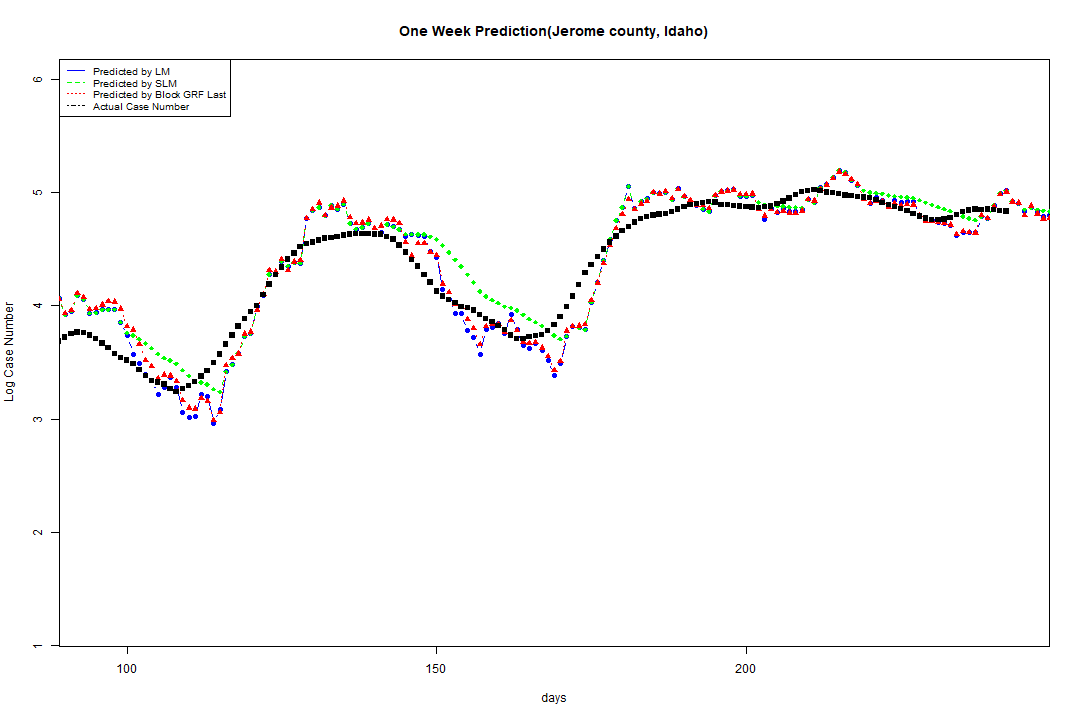 One Week Prediction(Jerome county, Idaho)
Predicted by LM
Predicted by SLM
Predicted by Block GRF Last
Actual Case Number
6
5
4
3
2
1
Log Case Number
100 150 200
days